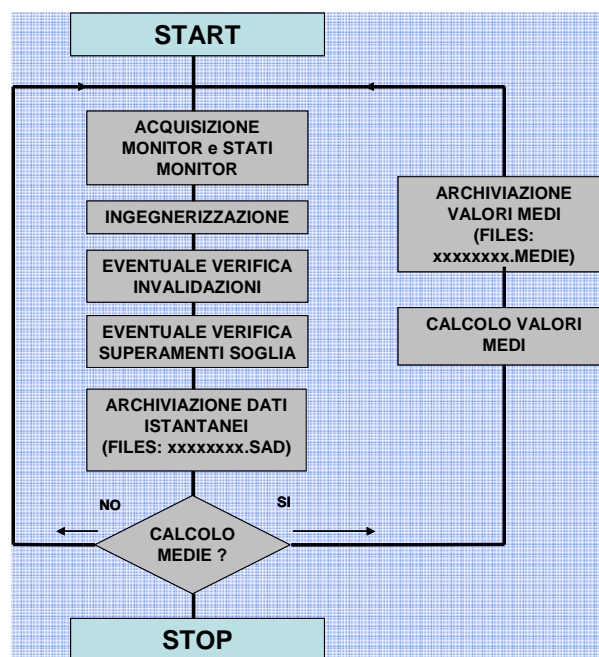 START
ACQUISIZIONE
MONITOR e STATI
MONITOR
INGEGNERIZZAZIONE
EVENTUALE VERIFICA
INVALIDAZIONI
EVENTUALE VERIFICA
SUPERAMENTI SOGLIA
ARCHIVIAZIONE DATI
ISTANTANEI
(FILES: xxxxxxxx.SAD)
NO
SI
CALCOLO
MEDIE ?
STOP
ARCHIVIAZIONE
VALORI MEDI
(FILES:
xxxxxxxx.MEDIE)
CALCOLO VALORI
MEDI